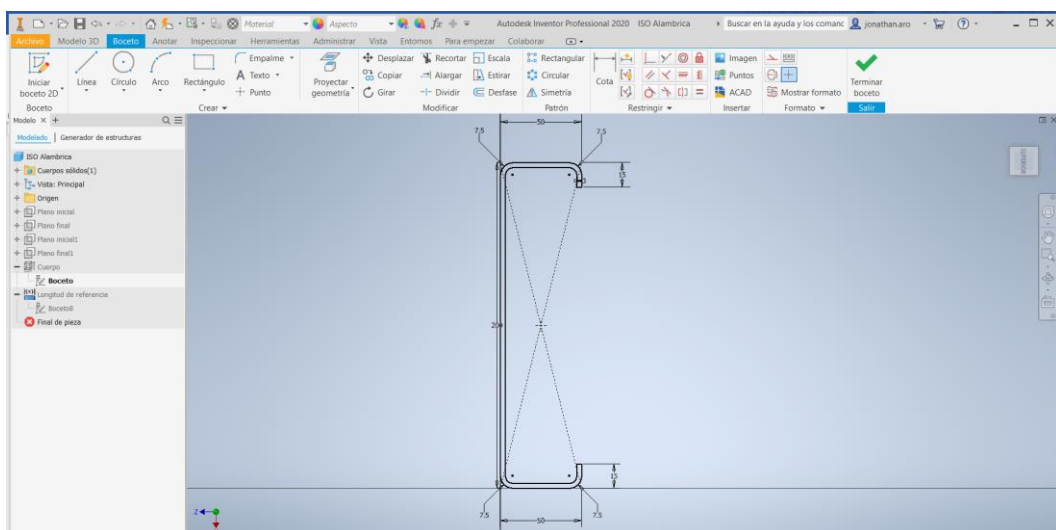 Material
Aspecto
Autodesk Inventor Professional 2020 ISO Alambrica
Buscar en la ayuda y los comanc
jonathan.aro
Archivo Modelo 3D Boceto Anotar Inspeccionar Herramientas Administrar Vista Entornos Para empezar Colaborar
Iniciar
boceto 2D
Línea
Círculo
Arco
Rectángulo
Empalme
A Texto
Punto
Proyectar
geometría
Desplazar Recortar Escala
Copiar Alargar Estirar
Girar Dividir Desfase
Rectangular
Circular
Simetría
Cota
Imagen
Puntos
ACAD
Mostrar formato
Terminar
boceto
Boceto Crear Modificar Patrón Restringir Insertar Formato Salir
Modelo × +
Modelado Generador de estructuras
ISO Alambrica
Cuerpos sólidos(1)
Vista: Principal
Origen
Plano inicial
Plano final
Plano inicial1
Plano final1
Cuerpo
Boceto
Longitud de referencia
Boceto8
Final de pieza
50
7.5 7.5
15
3
20
15
7.5 7.5
50
Z